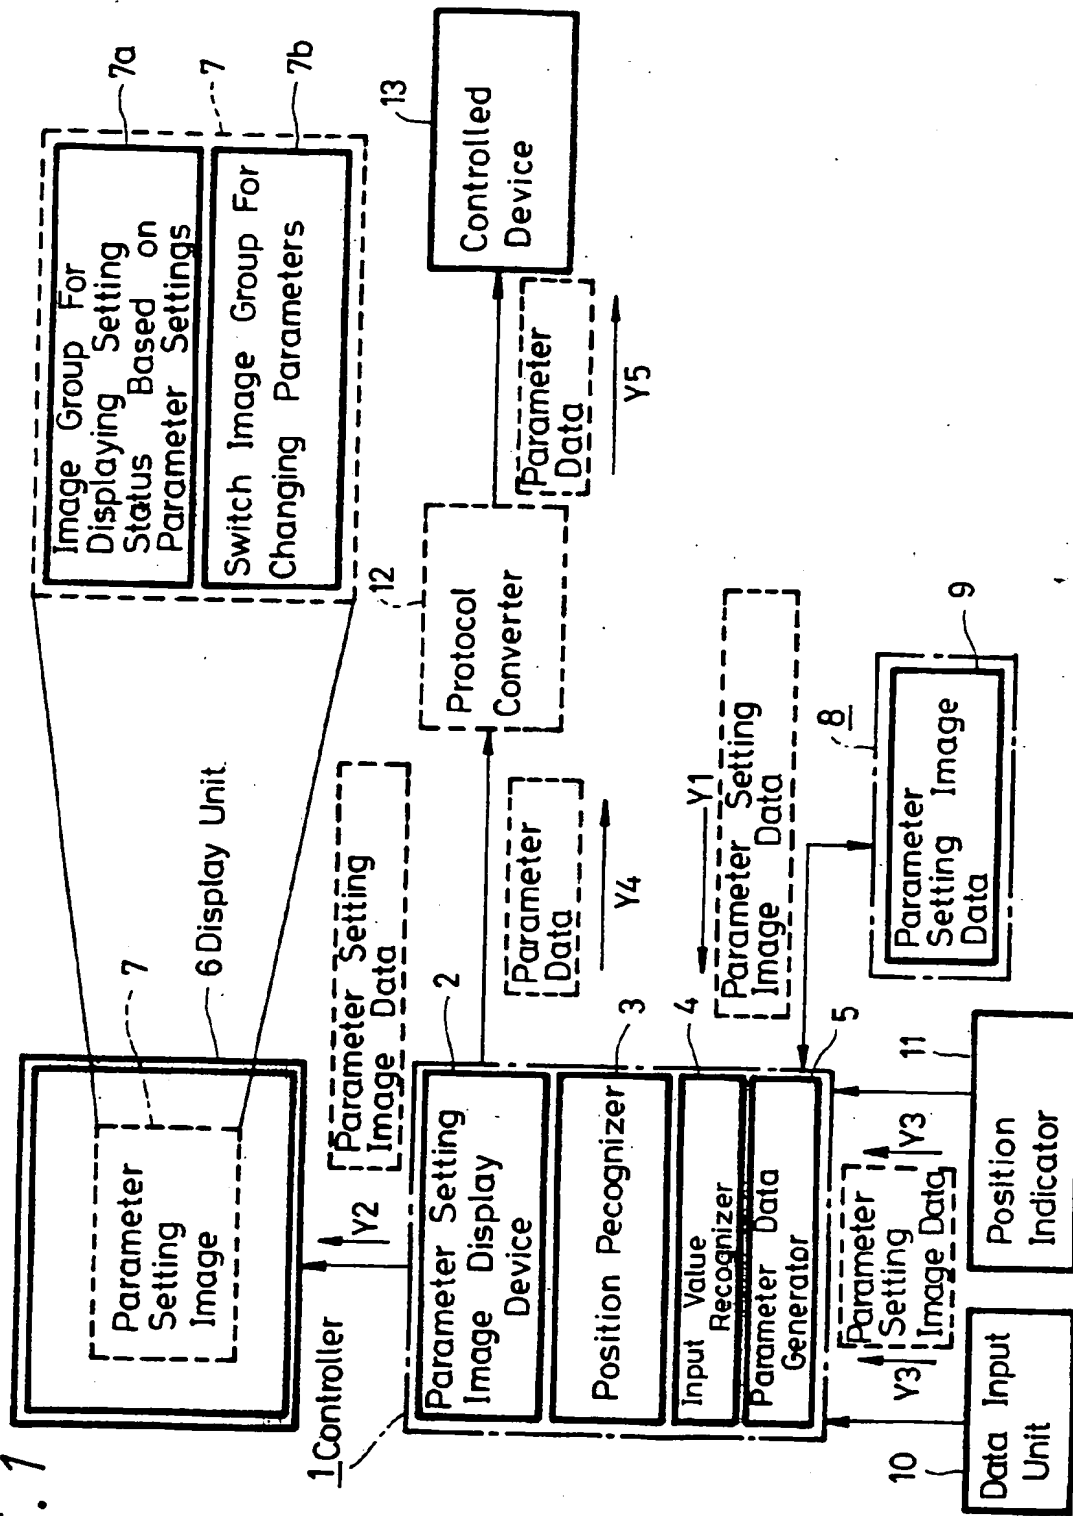 . 1
6 Display Unit
7
Parameter
Setting
Image
Image Group For
Displaying Setting
Status Based on
Parameter Settings
7a
7
Switch Image Group For
Changing Parameters
7b
Y2
Parameter Setting
Image Data
1 Controller
2
Parameter Setting
Image Display
Device
3
Position Pecognizer
4
Input Value
Recognizer
5
Parameter Data
Generator
Parameter
Data
Y4
12
Protocol
Converter
Parameter
Data
Y5
13
Controlled
Device
Y1
Parameter Setting
Image Data
8
9
Parameter
Setting Image
Data
Y3
Parameter
Setting
Image Data
Y3
10
Data Input
Unit
11
Position
Indicator